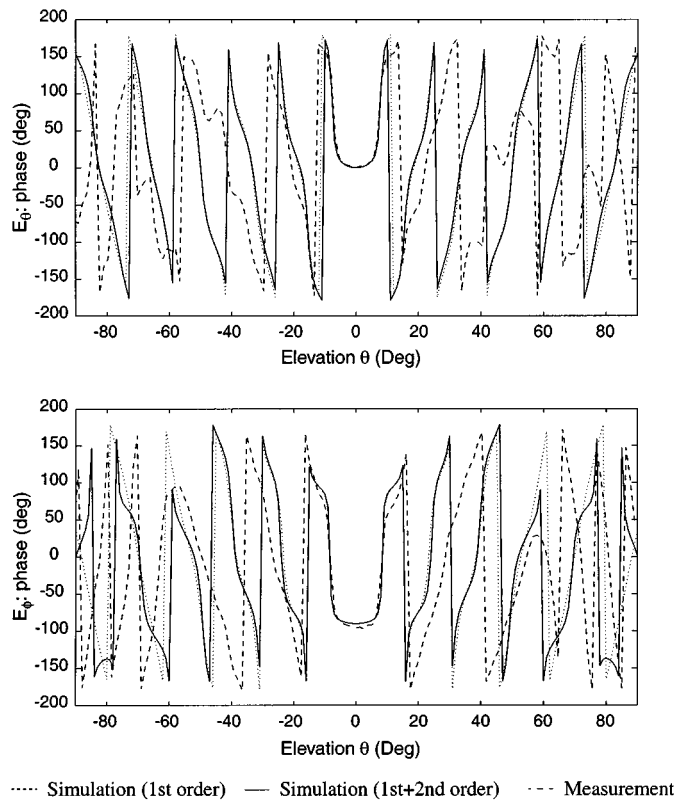 200
150
100
50
0
-50
-100
-150
-200
E_θ: phase (deg)
-80 -60 -40 -20 0 20 40 60 80
Elevation θ (Deg)
200
150
100
50
0
-50
-100
-150
-200
E_ϕ: phase (deg)
-80 -60 -40 -20 0 20 40 60 80
Elevation θ (Deg)
Simulation (1st order) Simulation (1st+2nd order) Measurement